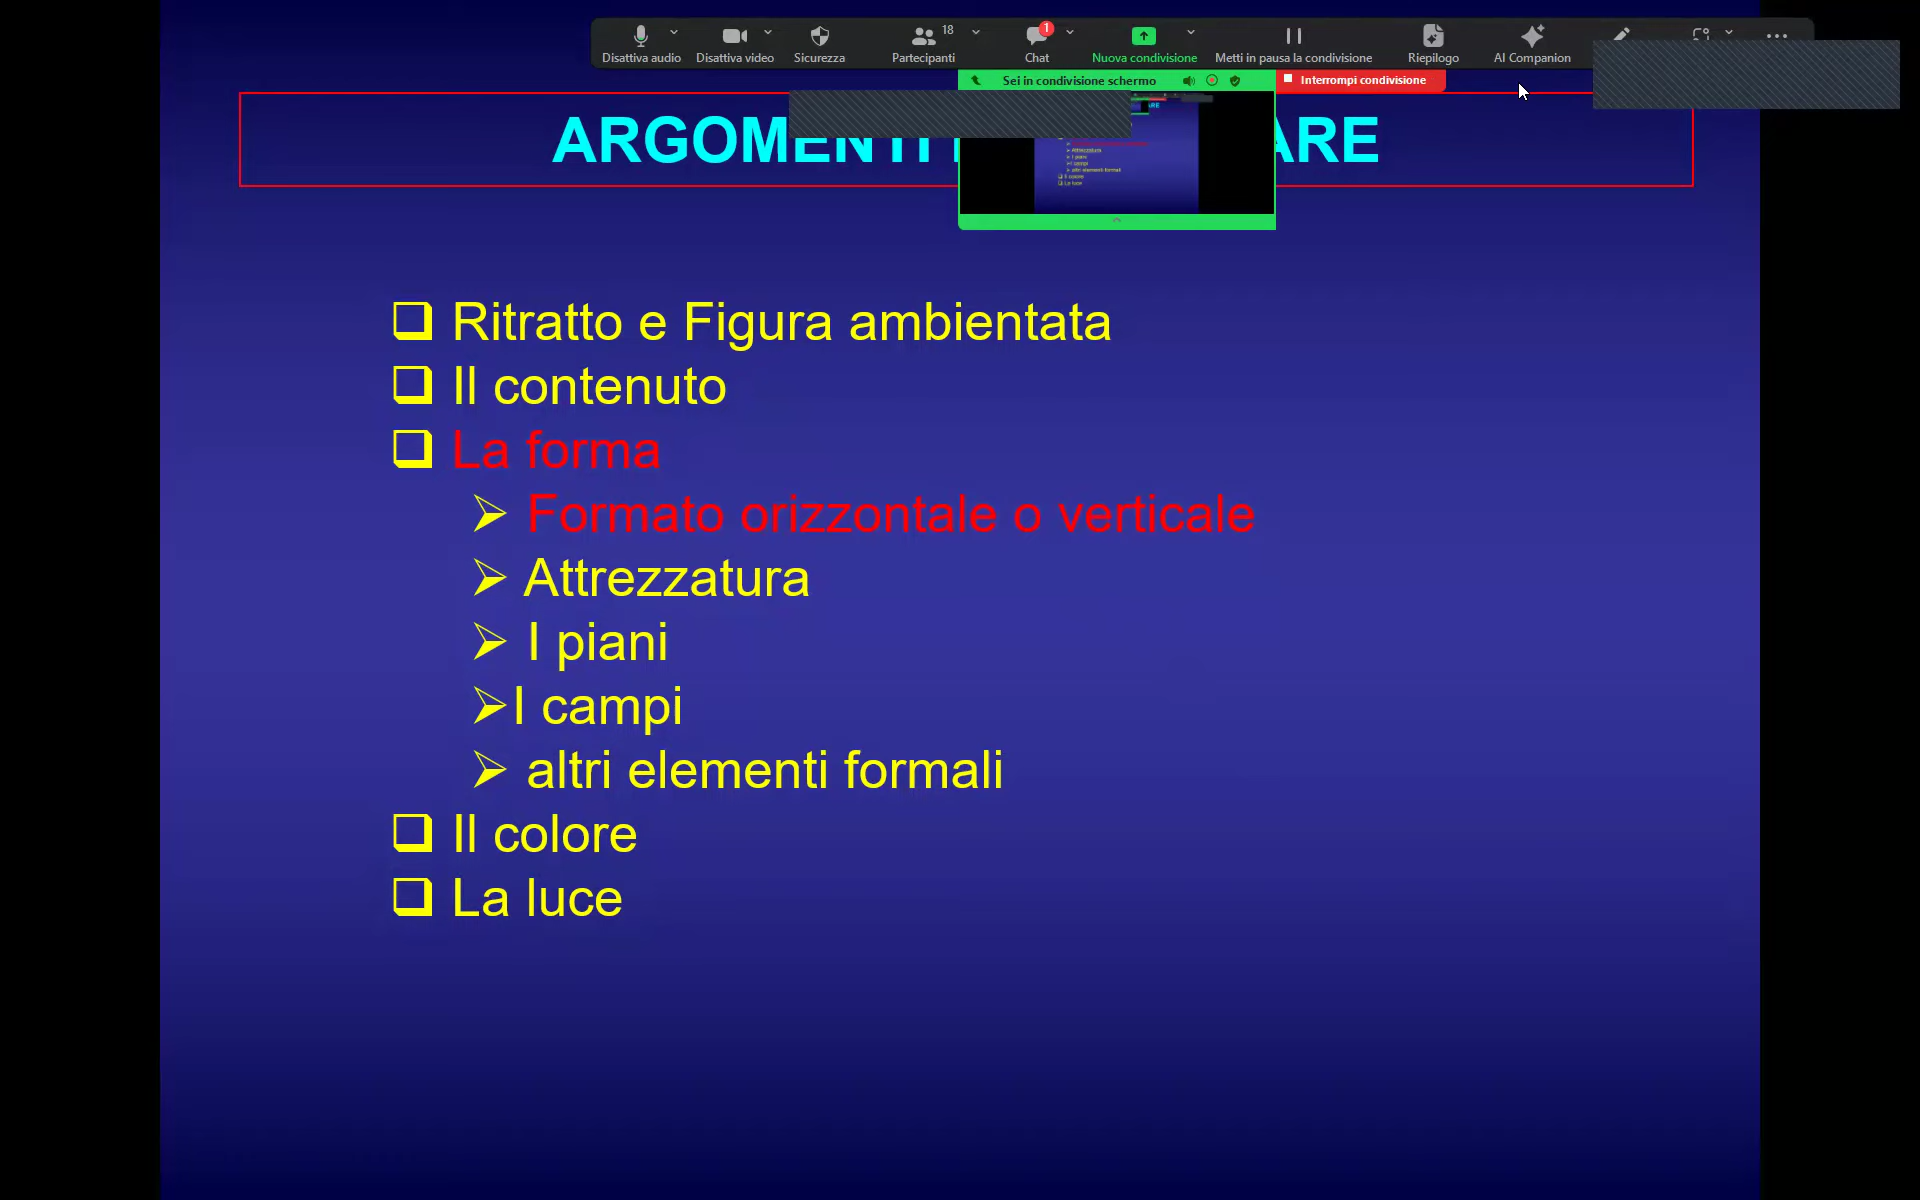 Disattiva audio Disattiva video Sicurezza Partecipanti 18 Chat 1 Nuova condivisione Metti in pausa la condivisione Riepilogo AI Companion
Sei in condivisione schermo Interrompi condivisione
ARGOMENTI
Ritratto e Figura ambientata
Il contenuto
La forma
Formato orizzontale o verticale
Attrezzatura
I piani
I campi
altri elementi formali
Il colore
La luce